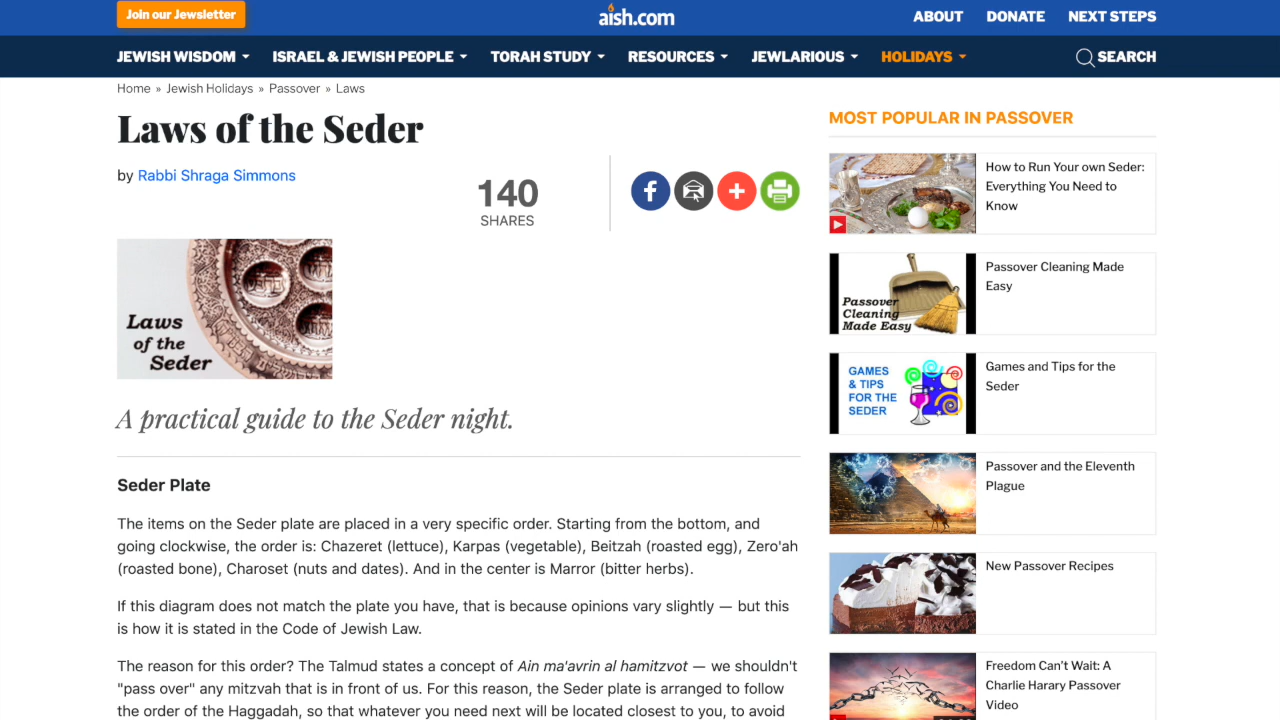 Join our Jewsletter
aish.com
ABOUT DONATE NEXT STEPS
JEWISH WISDOM ISRAEL & JEWISH PEOPLE TORAH STUDY RESOURCES JEWLARIOUS HOLIDAYS SEARCH
Home » Jewish Holidays » Passover » Laws
Laws of the Seder
by Rabbi Shraga Simmons
140
SHARES
Laws
of the
Seder
A practical guide to the Seder night.
Seder Plate
The items on the Seder plate are placed in a very specific order. Starting from the bottom, and
going clockwise, the order is: Chazeret (lettuce), Karpas (vegetable), Beitzah (roasted egg), Zero'ah
(roasted bone), Charoset (nuts and dates). And in the center is Marror (bitter herbs).
If this diagram does not match the plate you have, that is because opinions vary slightly — but this
is how it is stated in the Code of Jewish Law.
The reason for this order? The Talmud states a concept of Ain ma'avrin al hamitzvot — we shouldn't
"pass over" any mitzvah that is in front of us. For this reason, the Seder plate is arranged to follow
the order of the Haggadah, so that whatever you need next will be located closest to you, to avoid
MOST POPULAR IN PASSOVER
How to Run Your own Seder:
Everything You Need to
Know
Passover
Cleaning
Made Easy
Passover Cleaning Made
Easy
GAMES
& TIPS
FOR THE
SEDER
Games and Tips for the
Seder
Passover and the Eleventh
Plague
New Passover Recipes
Freedom Can't Wait: A
Charlie Harary Passover
Video